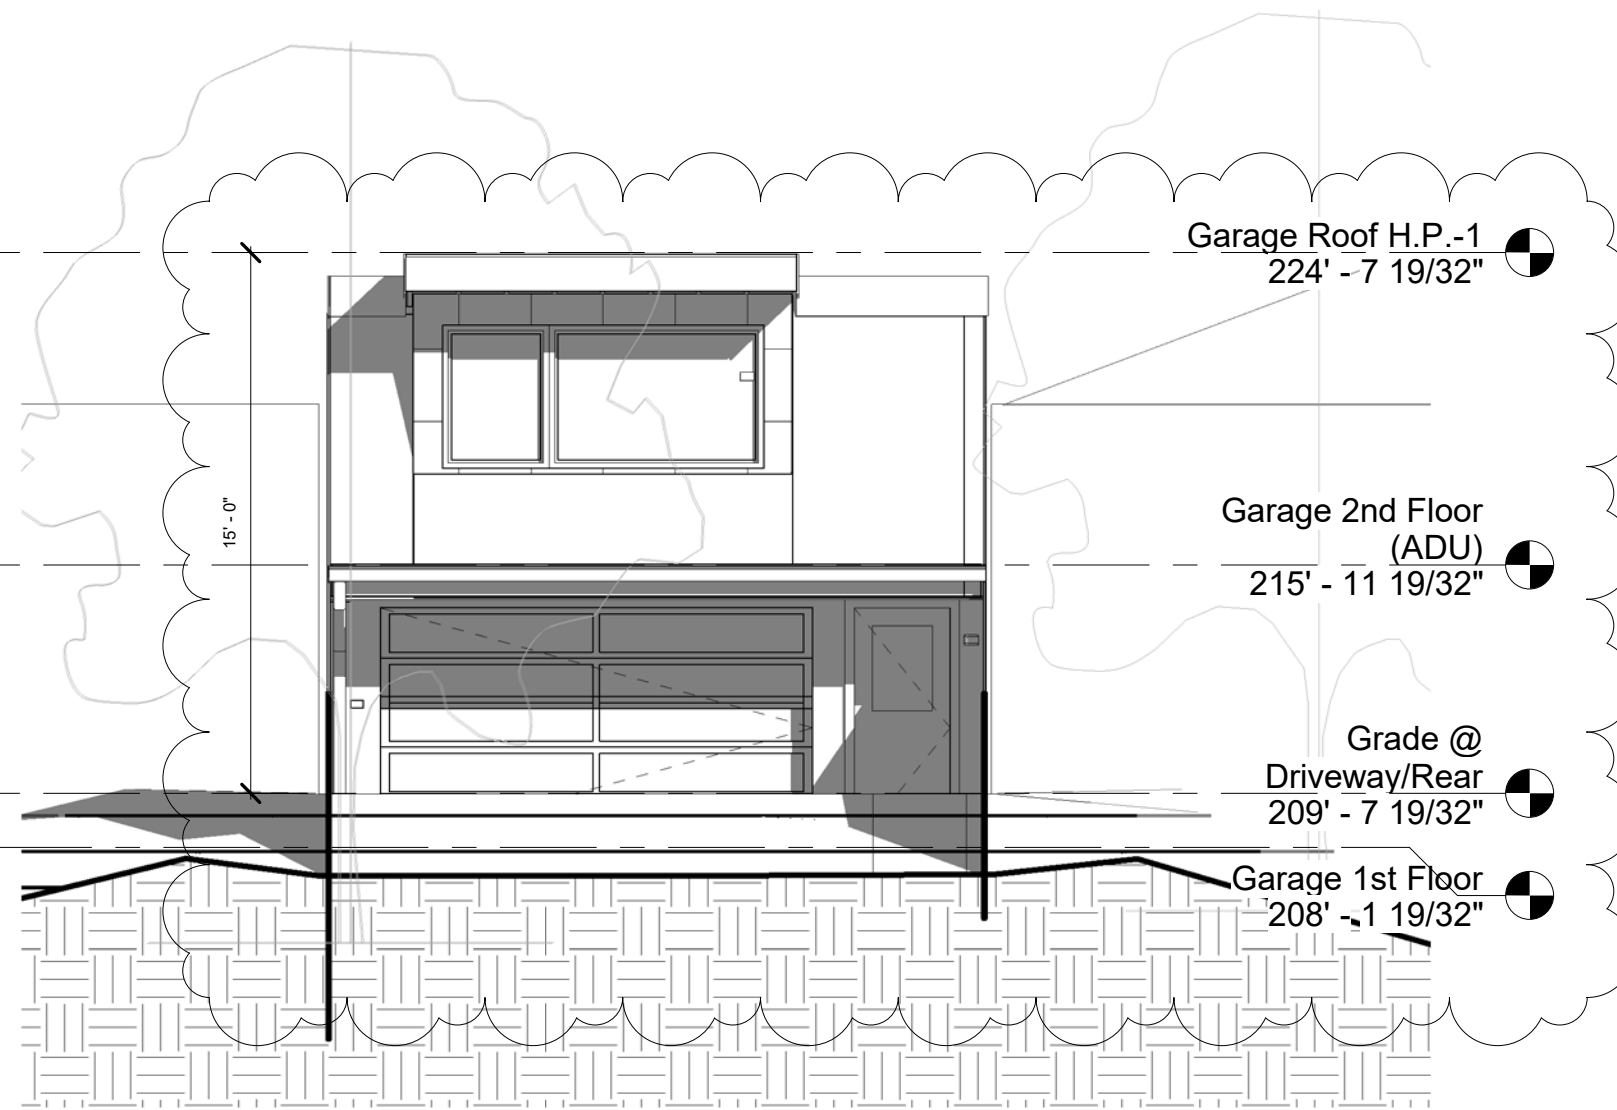 Garage Roof H.P.-1
224' - 7 19/32"
15' - 0"
Garage 2nd Floor
(ADU)
215' - 11 19/32"
Grade @
Driveway/Rear
209' - 7 19/32"
Garage 1st Floor
208' - 1 19/32"